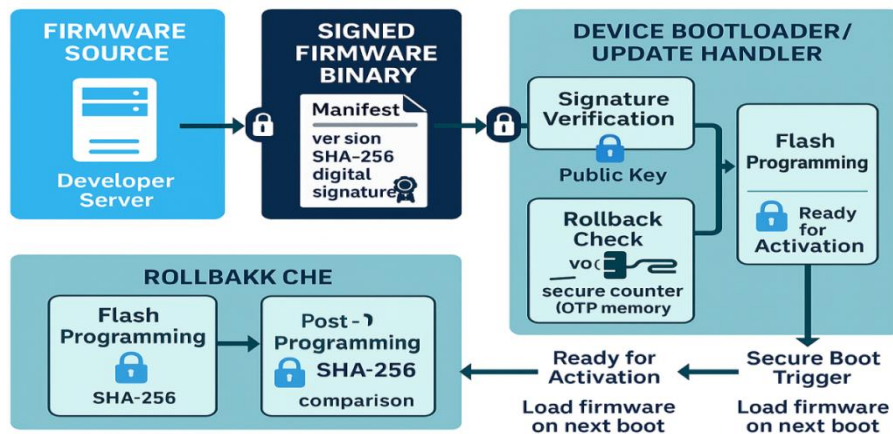 FIRMWARE
SOURCE
Developer
Server
SIGNED
FIRMWARE
BINARY
Manifest
ver sion
SHA-256
digital
signature
DEVICE BOOTLOADER/
UPDATE HANDLER
Signature
Verification
Public Key
Rollback
Check
vo(
secure counter
(OTP memory
Flash
Programming
Ready
for
Activation
Secure Boot
Trigger
Load firmware
on next boot
Ready for
Activation
Load firmware
on next boot
ROLLBAKK CHE
Flash
Programming
SHA-256
Post-
Programming
SHA-256
comparison